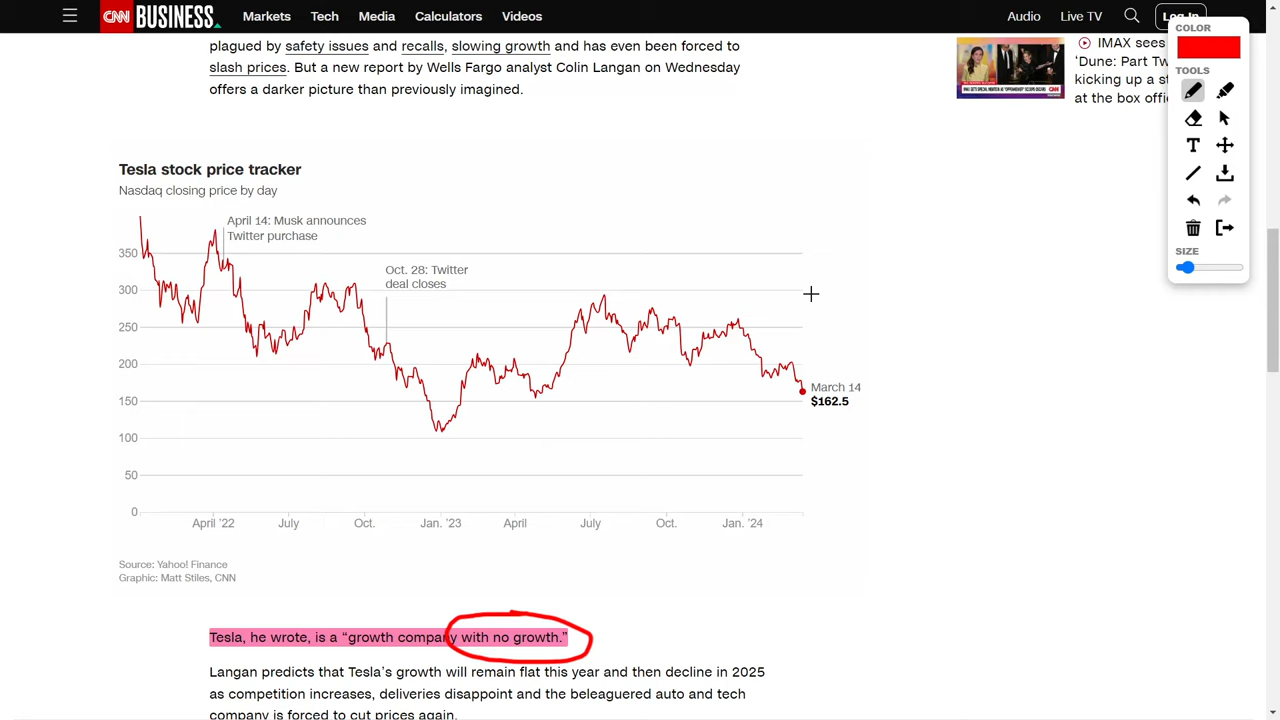 CNN BUSINESS Markets Tech Media Calculators Videos Audio Live TV Log In
plagued by safety issues and recalls, slowing growth and has even been forced to
slash prices. But a new report by Wells Fargo analyst Colin Langan on Wednesday
offers a darker picture than previously imagined.
IMAX sees
‘Dune: Part Tw
kicking up a st
at the box offi
COLOR
TOOLS
SIZE
Tesla stock price tracker
Nasdaq closing price by day
April 14: Musk announces
Twitter purchase
Oct. 28: Twitter
deal closes
350
300
250
200
150
100
50
0
March 14
$162.5
April ’22 July Oct. Jan. ’23 April July Oct. Jan. ’24
Source: Yahoo! Finance
Graphic: Matt Stiles, CNN
Tesla, he wrote, is a “growth company with no growth.”
Langan predicts that Tesla’s growth will remain flat this year and then decline in 2025
as competition increases, deliveries disappoint and the beleaguered auto and tech
company is forced to cut prices again.